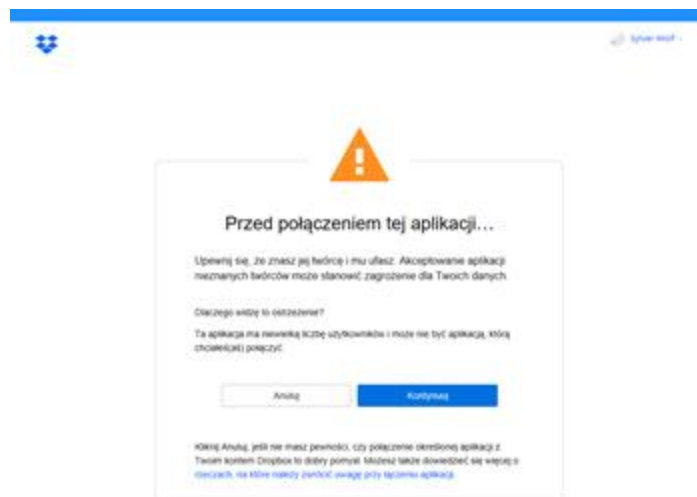 Sylver Wolf
Przed połączeniem tej aplikacji...
Upewnij się, że znasz jej twórcę i mu ufasz. Akceptowanie aplikacji
nieznanych twórców może stanowić zagrożenie dla Twoich danych.
Dlaczego widzę to ostrzeżenie?
Ta aplikacja ma niewielką liczbę użytkowników i może nie być aplikacją, którą
chciałeś(aś) połączyć.
Anuluj Kontynuuj
Kliknij Anuluj, jeśli nie masz pewności, czy połączenie określonej aplikacji z
Twoim kontem Dropbox to dobry pomysł. Możesz także dowiedzieć się więcej o
rzeczach, na które należy zwrócić uwagę przy łączeniu aplikacji.